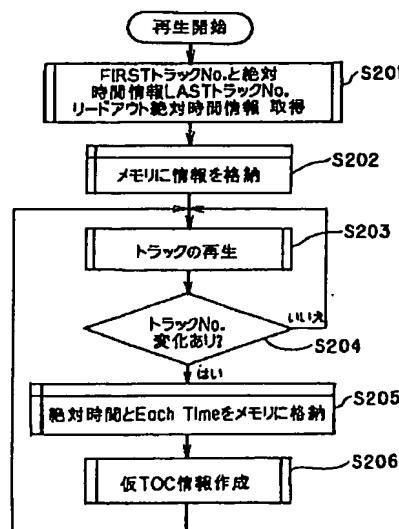 再生開始
FIRSTトラックNo.と絶対
時間情報LASTトラックNo.
リードアウト絶対時間情報 取得
S201
メモリに情報を格納
S202
トラックの再生
S203
トラックNo.
変化あり?
いいえ
S204
はい
絶対時間とEach Timeをメモリに格納
S205
仮TOC情報作成
S206